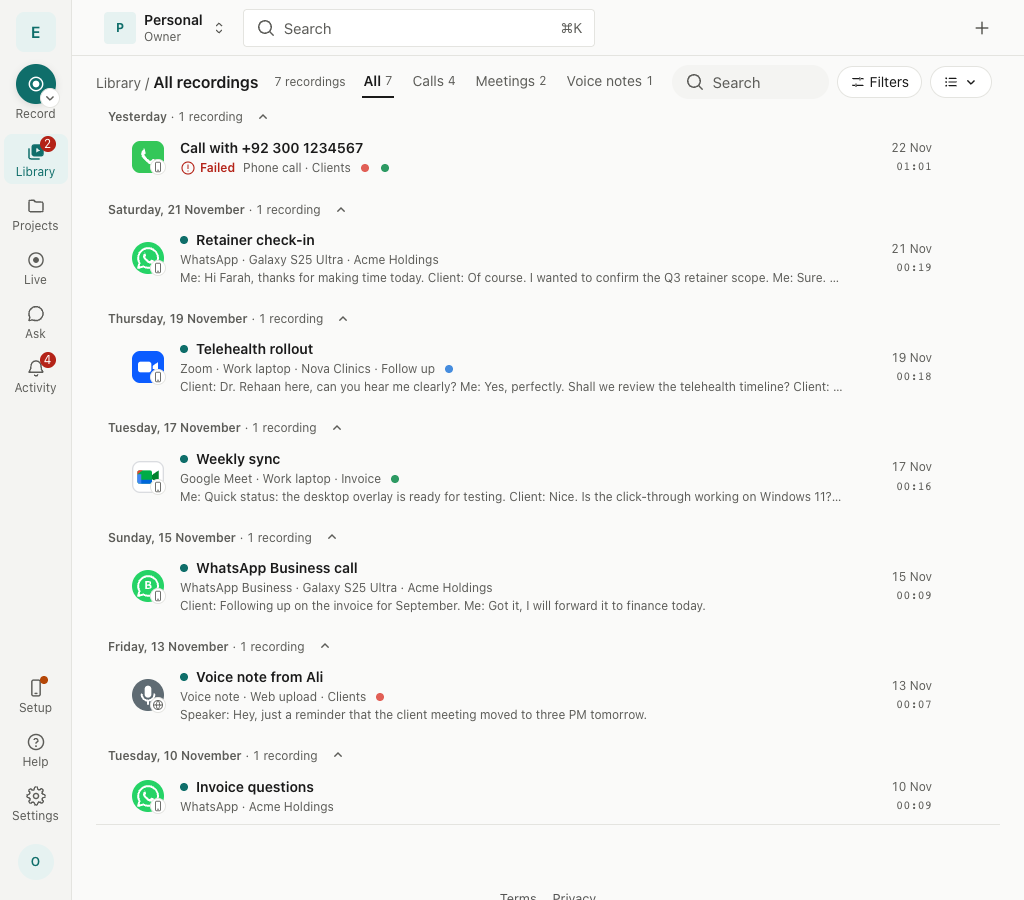 E
P
Personal
Owner
Search
⌘K
Record
2
Library
Projects
Live
Ask
4
Activity
Setup
Help
Settings
O
Library / All recordings
7 recordings
All 7
Calls 4
Meetings 2
Voice notes 1
Search
Filters
Yesterday · 1 recording
Call with +92 300 1234567
22 Nov
Failed Phone call · Clients
01:01
Saturday, 21 November · 1 recording
Retainer check-in
21 Nov
WhatsApp · Galaxy S25 Ultra · Acme Holdings
00:19
Me: Hi Farah, thanks for making time today. Client: Of course. I wanted to confirm the Q3 retainer scope. Me: Sure. ...
Thursday, 19 November · 1 recording
Telehealth rollout
19 Nov
Zoom · Work laptop · Nova Clinics · Follow up
00:18
Client: Dr. Rehaan here, can you hear me clearly? Me: Yes, perfectly. Shall we review the telehealth timeline? Client: ...
Tuesday, 17 November · 1 recording
Weekly sync
17 Nov
Google Meet · Work laptop · Invoice
00:16
Me: Quick status: the desktop overlay is ready for testing. Client: Nice. Is the click-through working on Windows 11?...
Sunday, 15 November · 1 recording
B
WhatsApp Business call
15 Nov
WhatsApp Business · Galaxy S25 Ultra · Acme Holdings
00:09
Client: Following up on the invoice for September. Me: Got it, I will forward it to finance today.
Friday, 13 November · 1 recording
Voice note from Ali
13 Nov
Voice note · Web upload · Clients
00:07
Speaker: Hey, just a reminder that the client meeting moved to three PM tomorrow.
Tuesday, 10 November · 1 recording
Invoice questions
10 Nov
WhatsApp · Acme Holdings
00:09
Terms Privacy